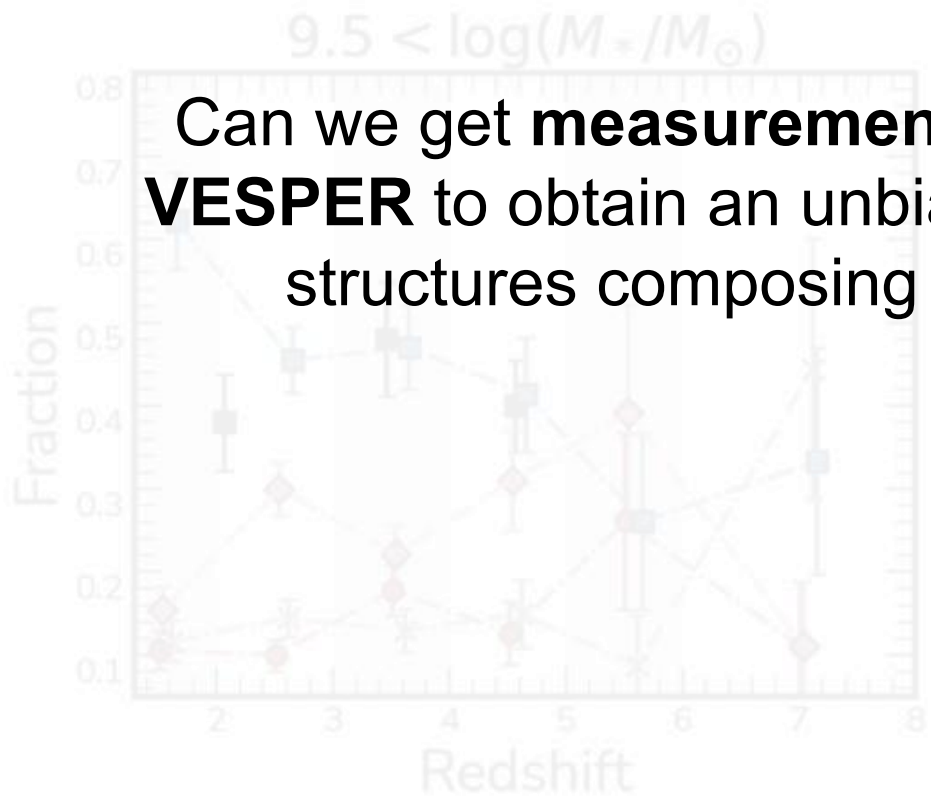 9.5 < log(M*/M⊙)
Can we get measuremen
VESPER to obtain an unbia
structures composing
Fraction
0.8
0.7
0.6
0.5
0.4
0.3
0.2
0.1
2 3 4 5 6 7 8
Redshift